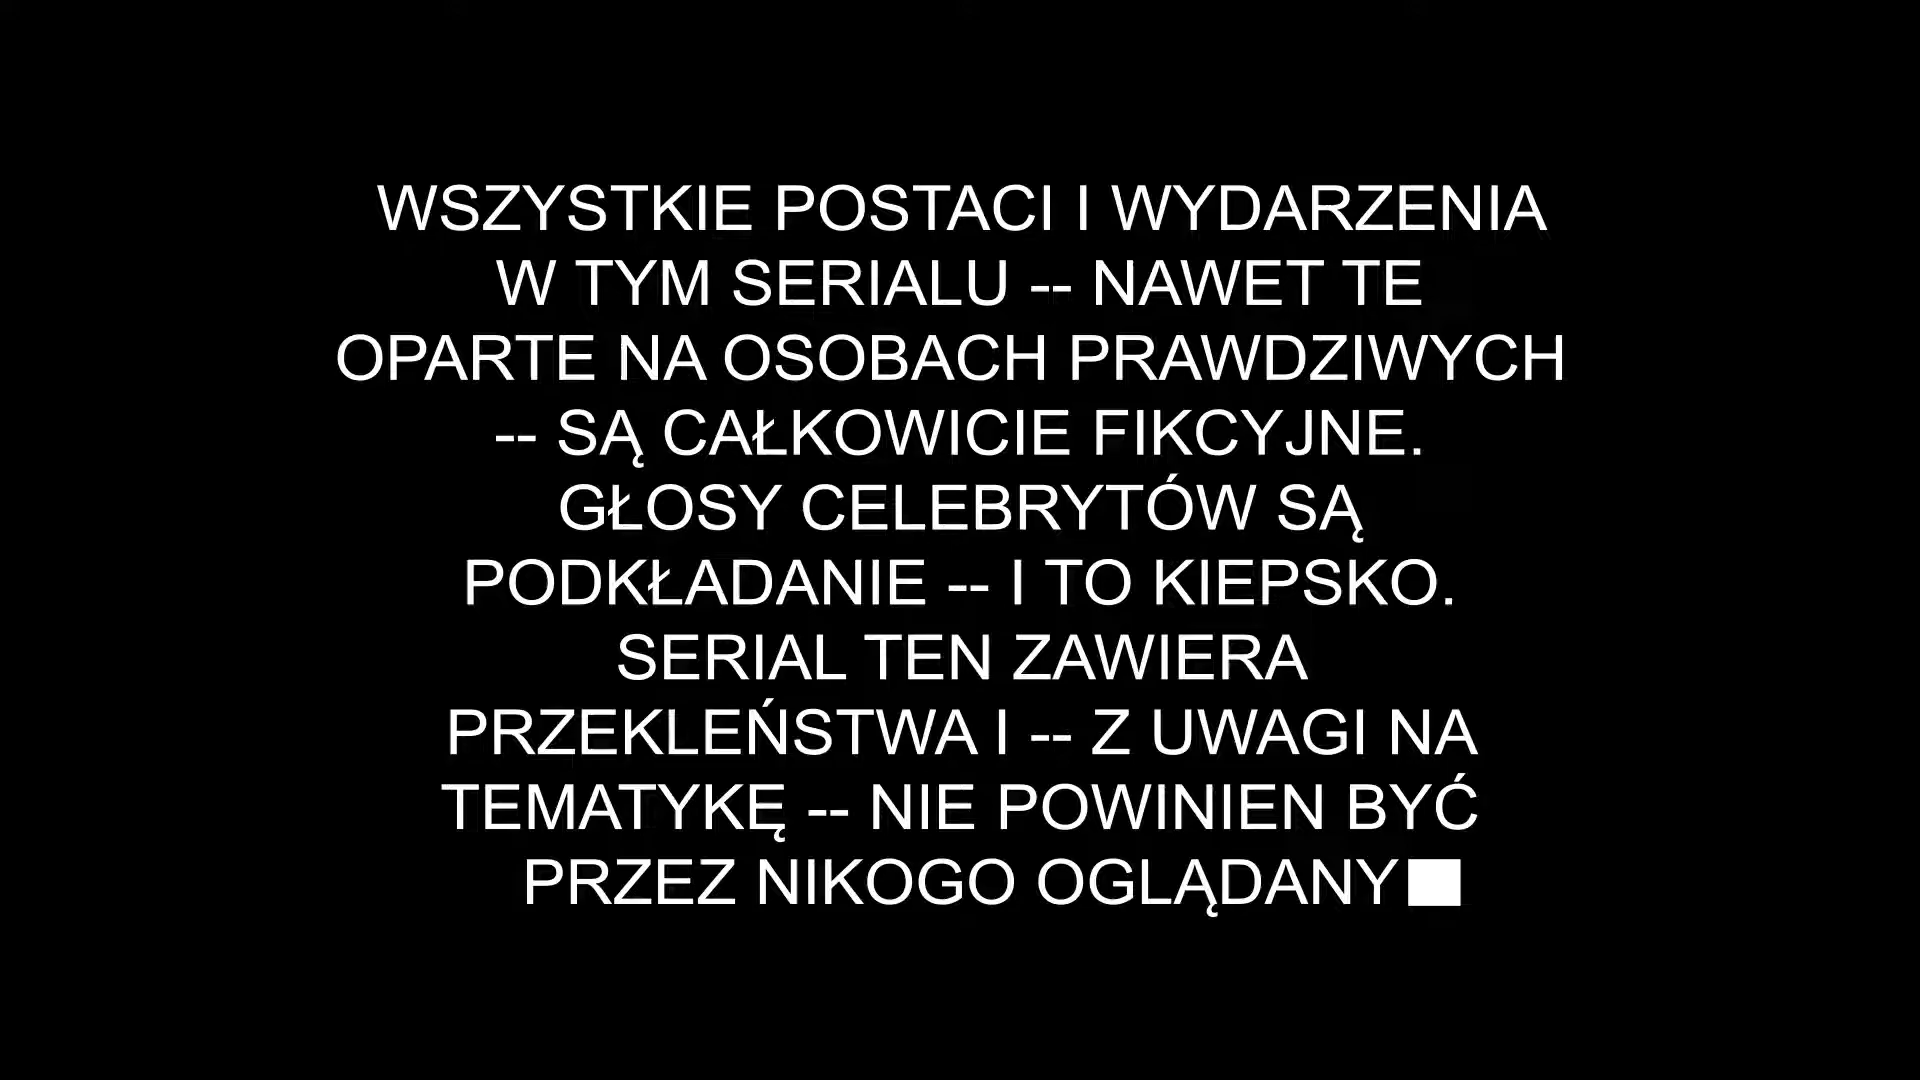 WSZYSTKIE POSTACI I WYDARZENIA
W TYM SERIALU -- NAWET TE
OPARTE NA OSOBACH PRAWDZIWYCH
-- SĄ CAŁKOWICIE FIKCYJNE.
GŁOSY CELEBRYTÓW SĄ
PODKŁADANIE -- I TO KIEPSKO.
SERIAL TEN ZAWIERA
PRZEKLEŃSTWA I -- Z UWAGI NA
TEMATYKĘ -- NIE POWINIEN BYĆ
PRZEZ NIKOGO OGLĄDANY